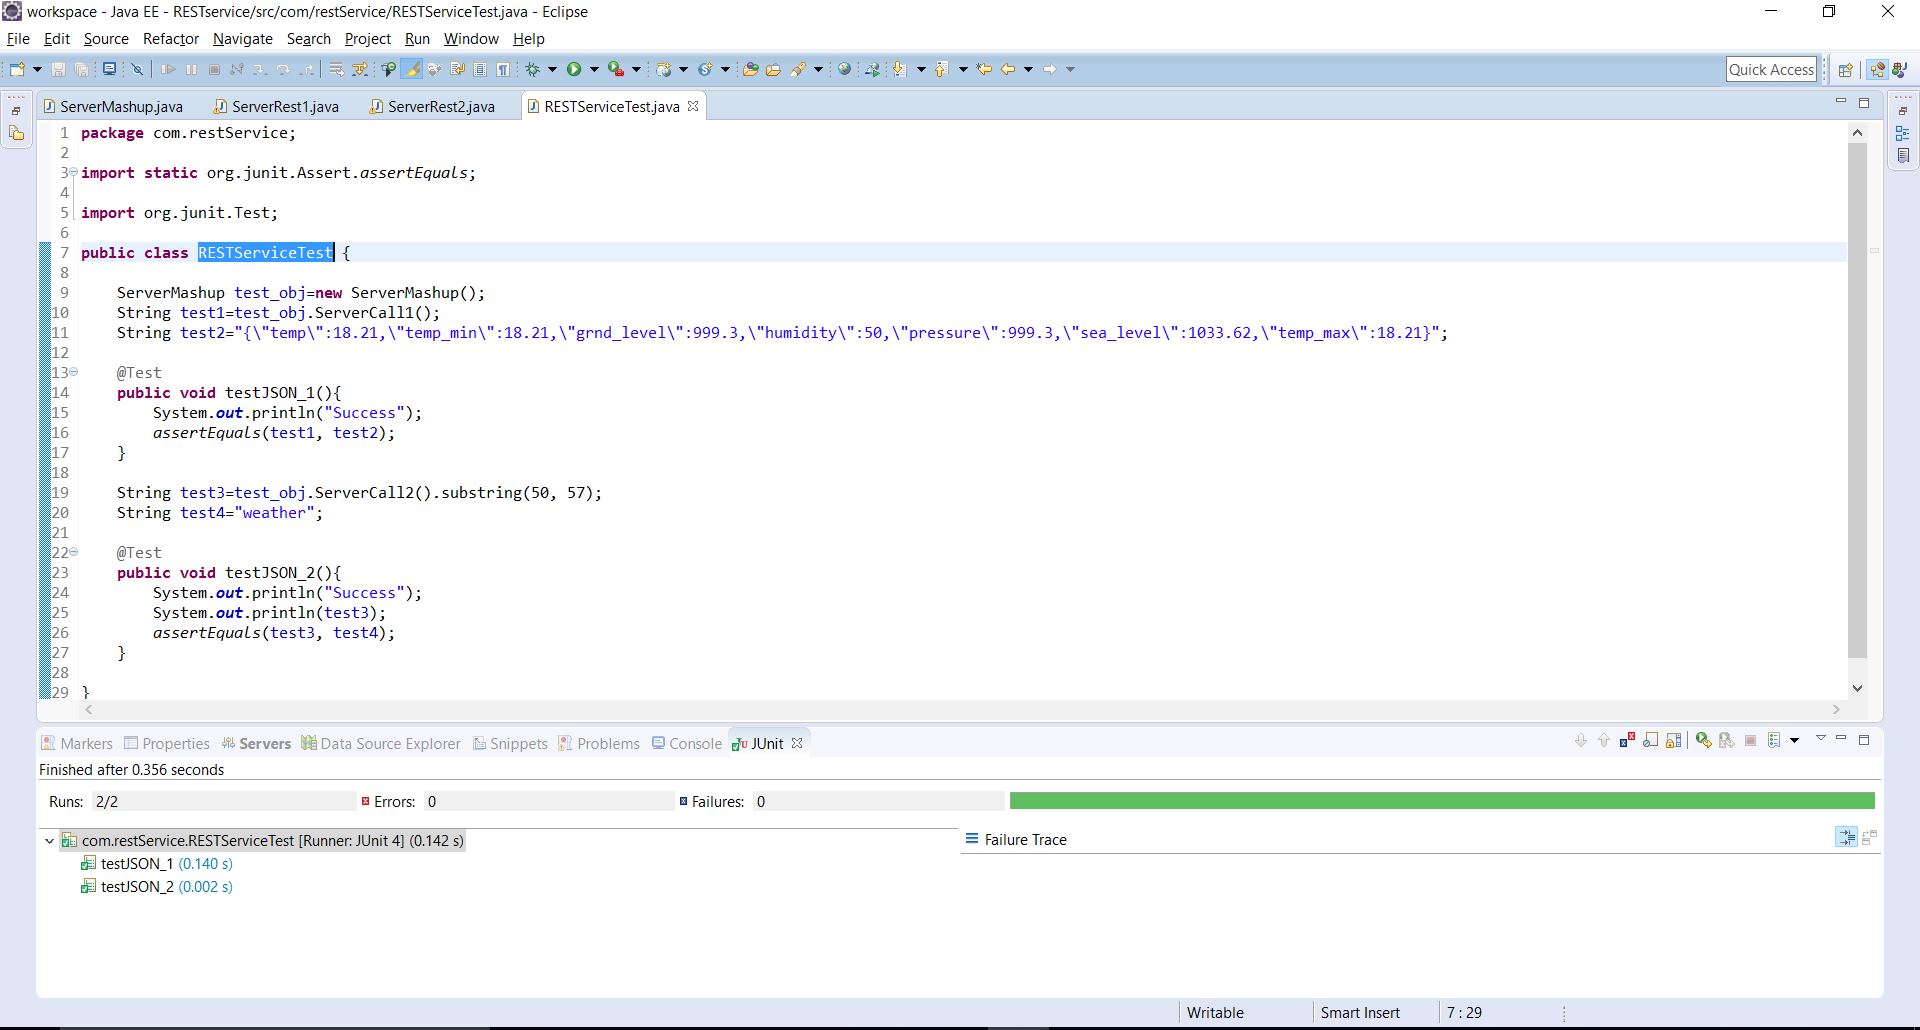 workspace - Java EE - RESTservice/src/com/restService/RESTServiceTest.java - Eclipse
File Edit Source Refactor Navigate Search Project Run Window Help
Quick Access
ServerMashup.java ServerRest1.java ServerRest2.java RESTServiceTest.java
1 package com.restService;
2
3 import static org.junit.Assert.assertEquals;
4
5 import org.junit.Test;
6
7 public class RESTServiceTest {
8
9 ServerMashup test_obj=new ServerMashup();
10 String test1=test_obj.ServerCall1();
11 String test2="{\"temp\":18.21,\"temp_min\":18.21,\"grnd_level\":999.3,\"humidity\":50,\"pressure\":999.3,\"sea_level\":1033.62,\"temp_max\":18.21}";
12
13 @Test
14 public void testJSON_1(){
15 System.out.println("Success");
16 assertEquals(test1, test2);
17 }
18
19 String test3=test_obj.ServerCall2().substring(50, 57);
20 String test4="weather";
21
22 @Test
23 public void testJSON_2(){
24 System.out.println("Success");
25 System.out.println(test3);
26 assertEquals(test3, test4);
27 }
28
29 }
Markers Properties Servers Data Source Explorer Snippets Problems Console JUnit
Finished after 0.356 seconds
Runs: 2/2 Errors: 0 Failures: 0
com.restService.RESTServiceTest [Runner: JUnit 4] (0.142 s) Failure Trace
testJSON_1 (0.140 s)
testJSON_2 (0.002 s)
Writable Smart Insert 7 : 29